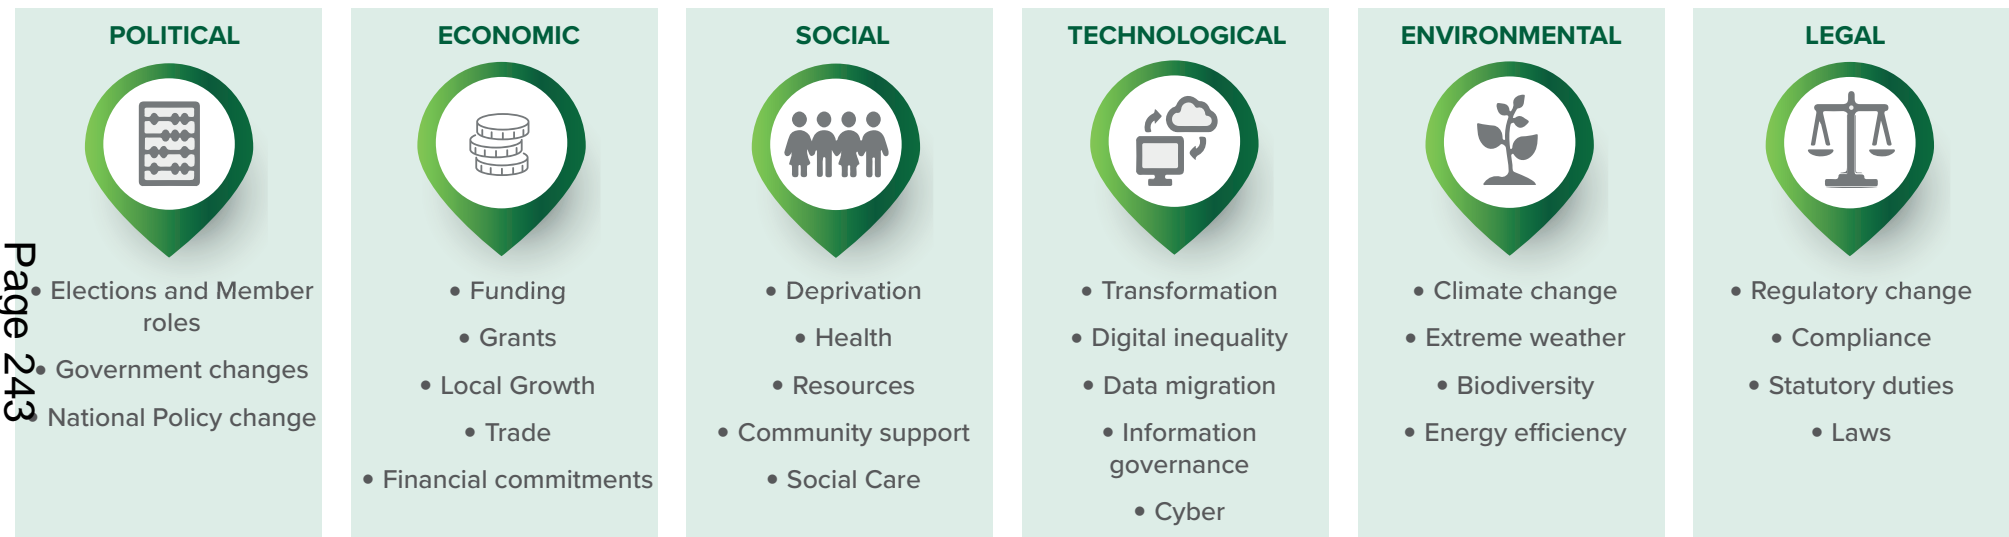 POLITICAL
• Elections and Member
roles
• Government changes
• National Policy change
ECONOMIC
• Funding
• Grants
• Local Growth
• Trade
• Financial commitments
SOCIAL
• Deprivation
• Health
• Resources
• Community support
• Social Care
TECHNOLOGICAL
• Transformation
• Digital inequality
• Data migration
• Information
governance
• Cyber
ENVIRONMENTAL
• Climate change
• Extreme weather
• Biodiversity
• Energy efficiency
LEGAL
• Regulatory change
• Compliance
• Statutory duties
• Laws
Page 243